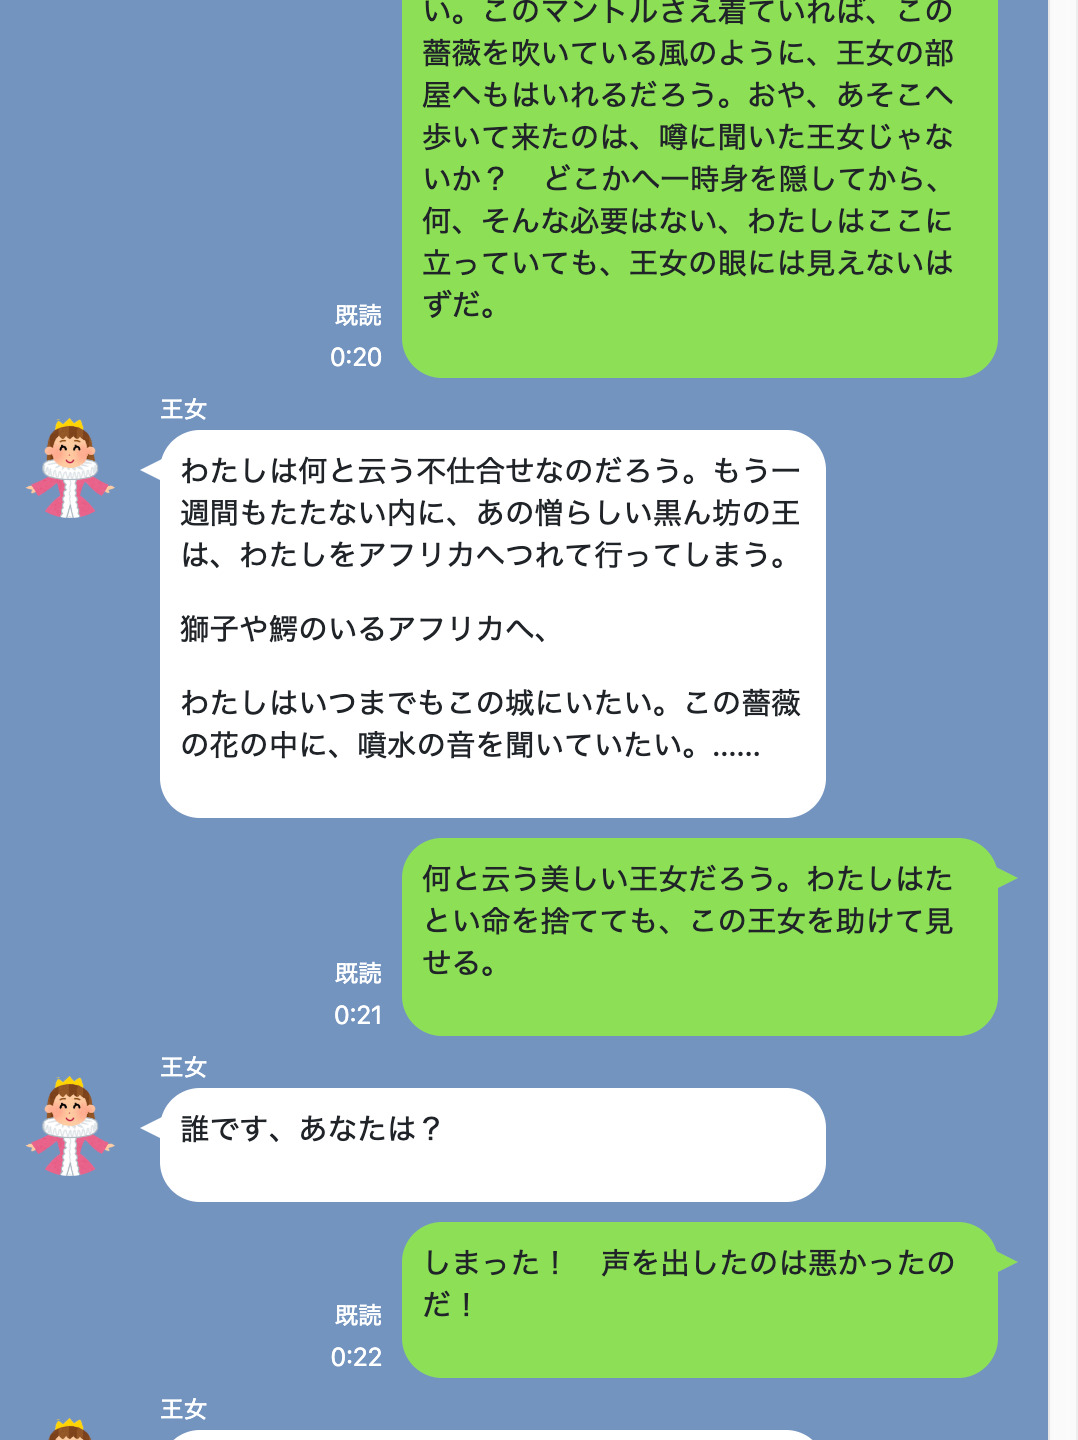 い。このマントルさえ着ていれば、この
薔薇を吹いている風のように、王女の部
屋へもはいれるだろう。おや、あそこへ
歩いて来たのは、噂に聞いた王女じゃな
いか？　どこかへ一時身を隠してから、
何、そんな必要はない、わたしはここに
立っていても、王女の眼には見えないは
ずだ。
既読
0:20
王女
わたしは何と云う不仕合せなのだろう。もう一
週間もたたない内に、あの憎らしい黒ん坊の王
は、わたしをアフリカへつれて行ってしまう。
獅子や鰐のいるアフリカへ、
わたしはいつまでもこの城にいたい。この薔薇
の花の中に、噴水の音を聞いていたい。……
何と云う美しい王女だろう。わたしはた
とい命を捨てても、この王女を助けて見
せる。
既読
0:21
王女
誰です、あなたは？
しまった！　声を出したのは悪かったの
だ！
既読
0:22
王女